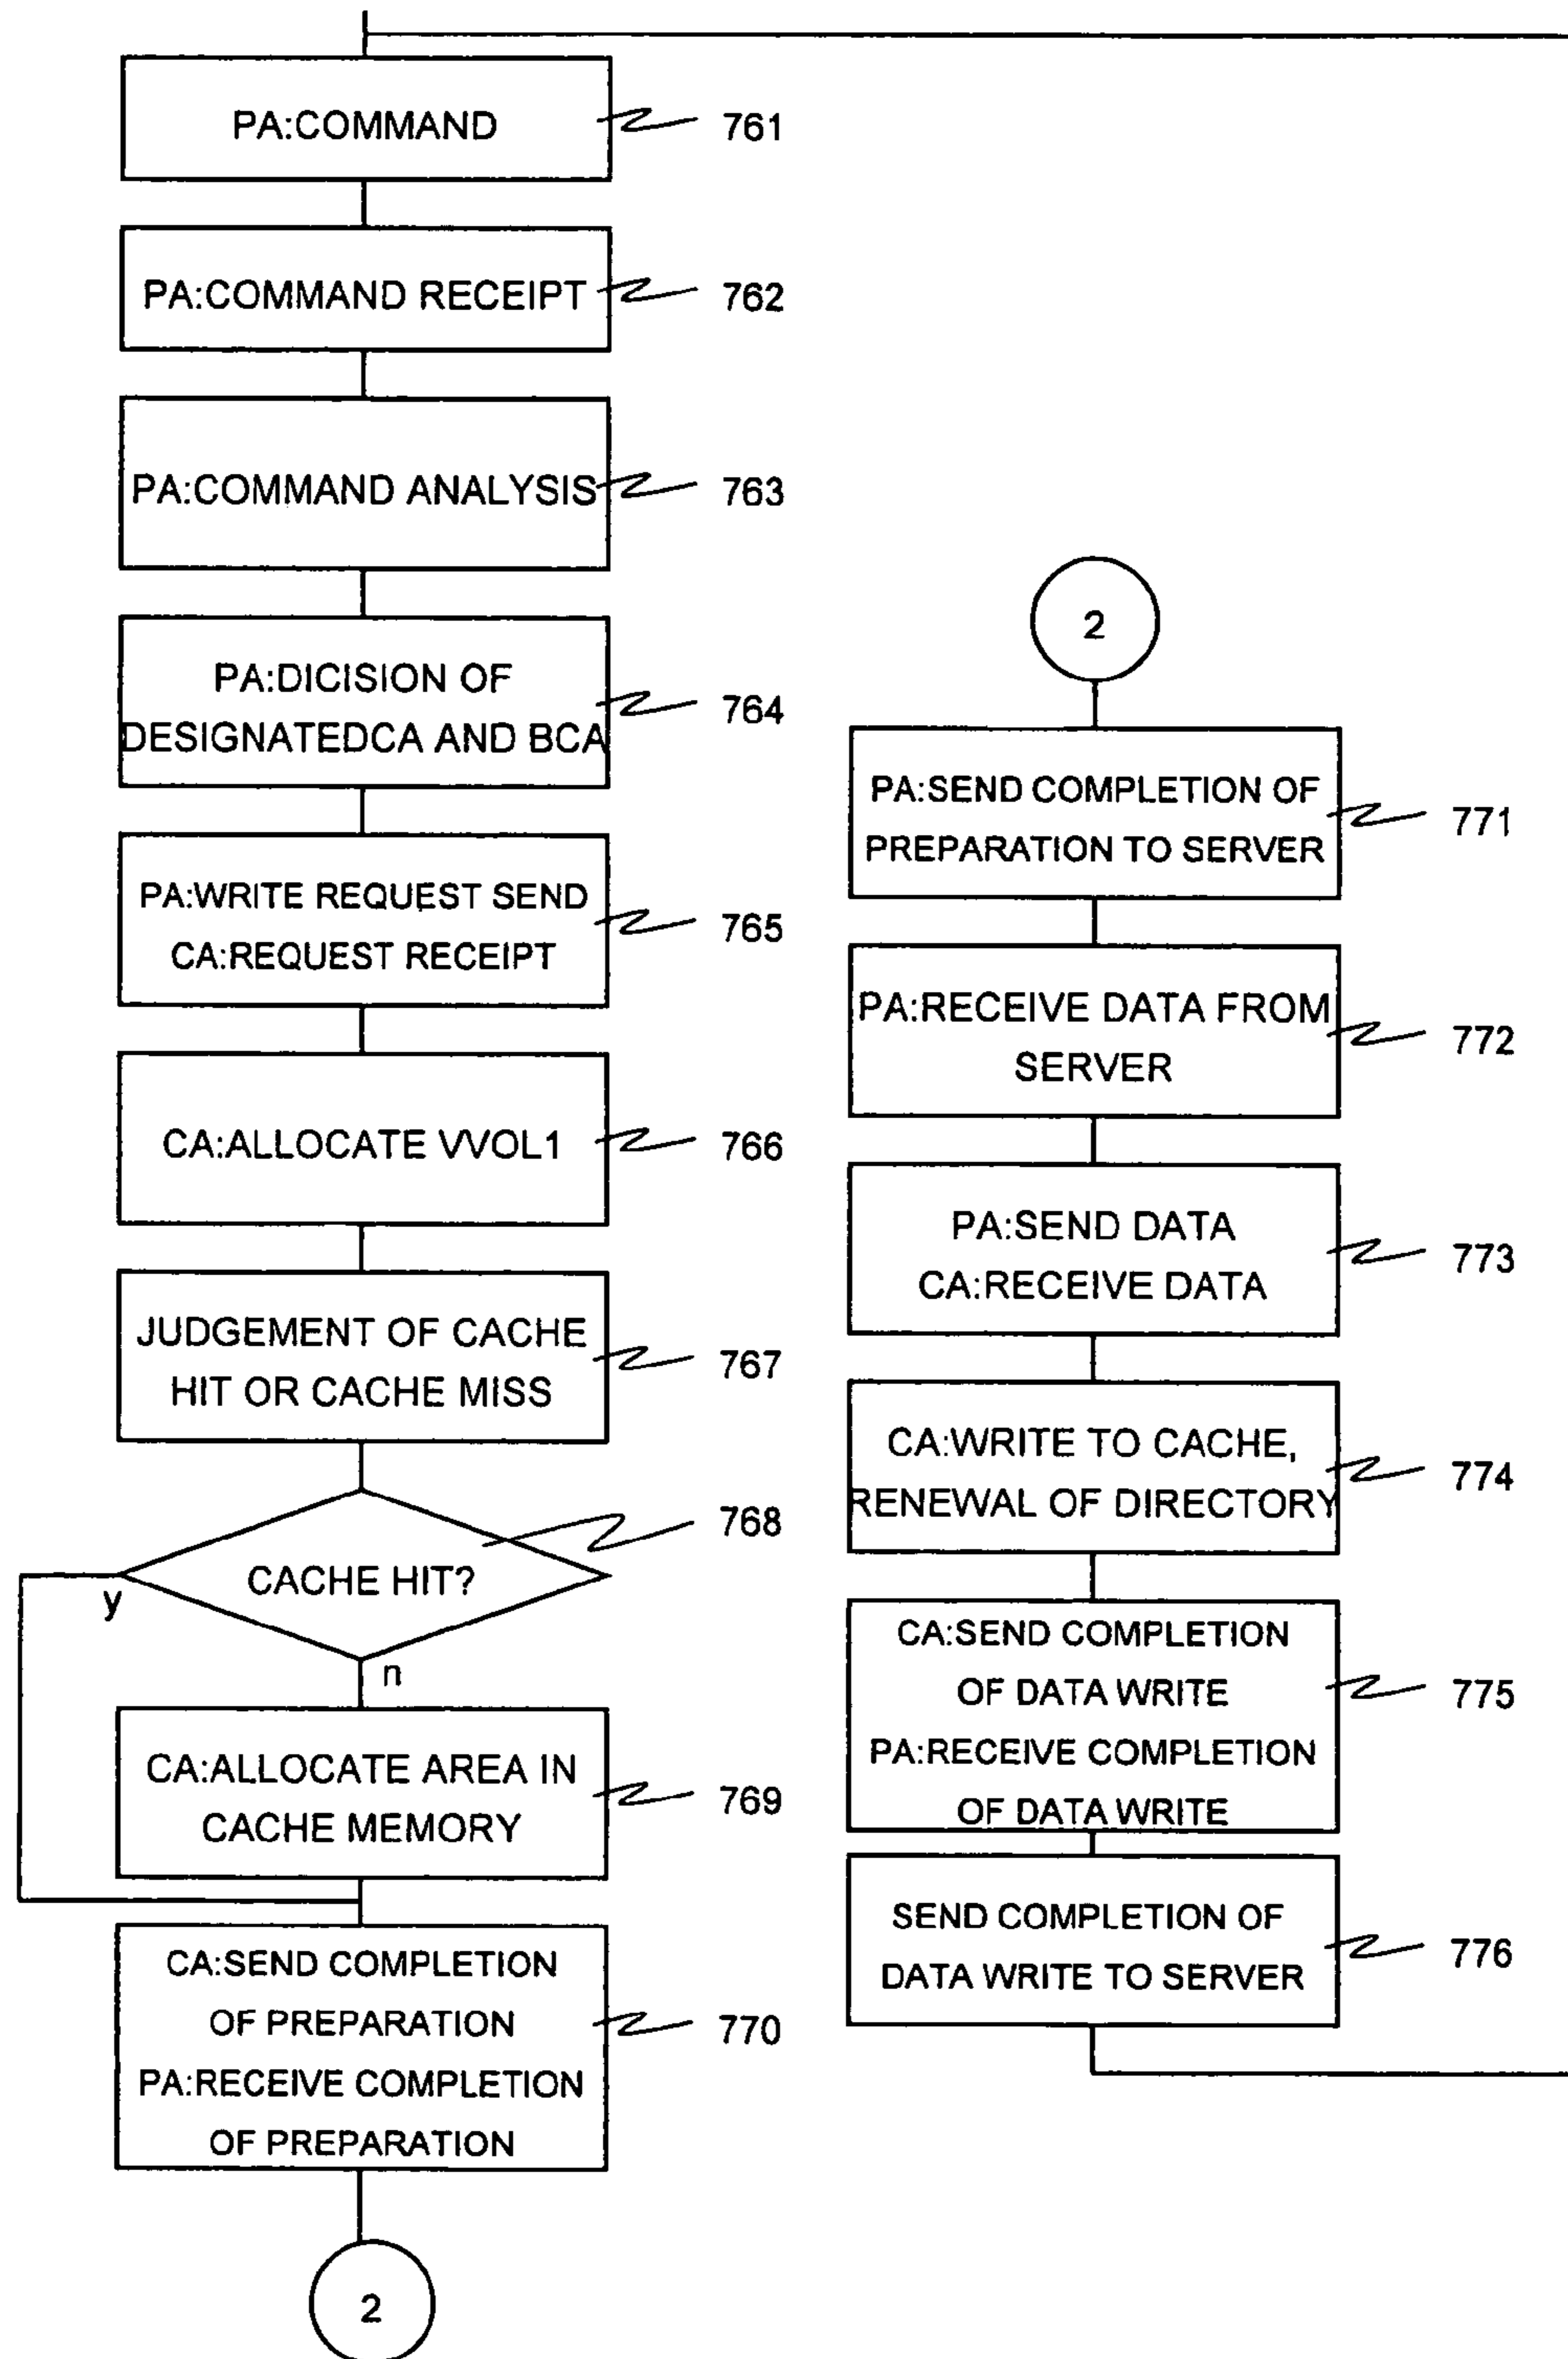 PA:COMMAND
761
PA:COMMAND RECEIPT
762
PA:COMMAND ANALYSIS
763
PA:DICISION OF
DESIGNATEDCA AND BCA
764
PA:WRITE REQUEST SEND
CA:REQUEST RECEIPT
765
CA:ALLOCATE VVOL1
766
JUDGEMENT OF CACHE
HIT OR CACHE MISS
767
CACHE HIT?
768
y
n
CA:ALLOCATE AREA IN
CACHE MEMORY
769
CA:SEND COMPLETION
OF PREPARATION
PA:RECEIVE COMPLETION
OF PREPARATION
770
2
2
PA:SEND COMPLETION OF
PREPARATION TO SERVER
771
PA:RECEIVE DATA FROM
SERVER
772
PA:SEND DATA
CA:RECEIVE DATA
773
CA:WRITE TO CACHE,
RENEWAL OF DIRECTORY
774
CA:SEND COMPLETION
OF DATA WRITE
PA:RECEIVE COMPLETION
OF DATA WRITE
775
SEND COMPLETION OF
DATA WRITE TO SERVER
776